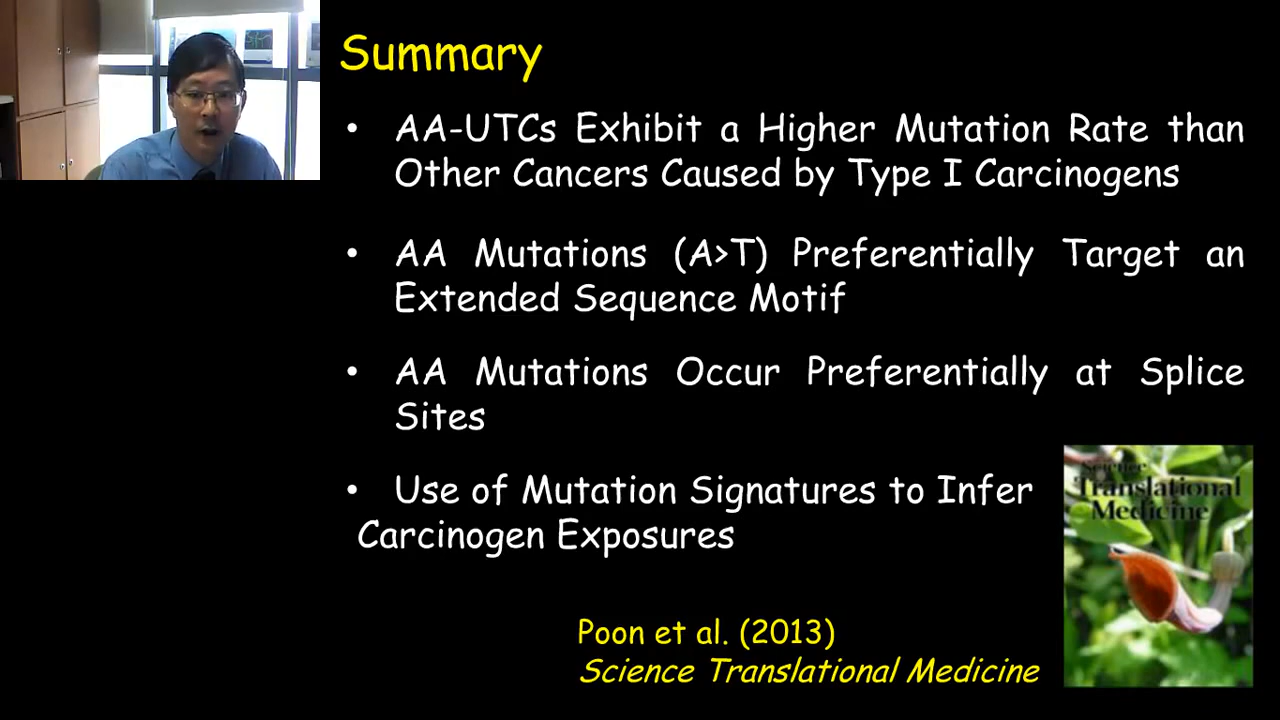 Summary
• AA-UTCs Exhibit a Higher Mutation Rate than
Other Cancers Caused by Type I Carcinogens
• AA Mutations (A>T) Preferentially Target an
Extended Sequence Motif
• AA Mutations Occur Preferentially at Splice
Sites
• Use of Mutation Signatures to Infer
Carcinogen Exposures
Science
Translational
Medicine
Poon et al. (2013)
Science Translational Medicine